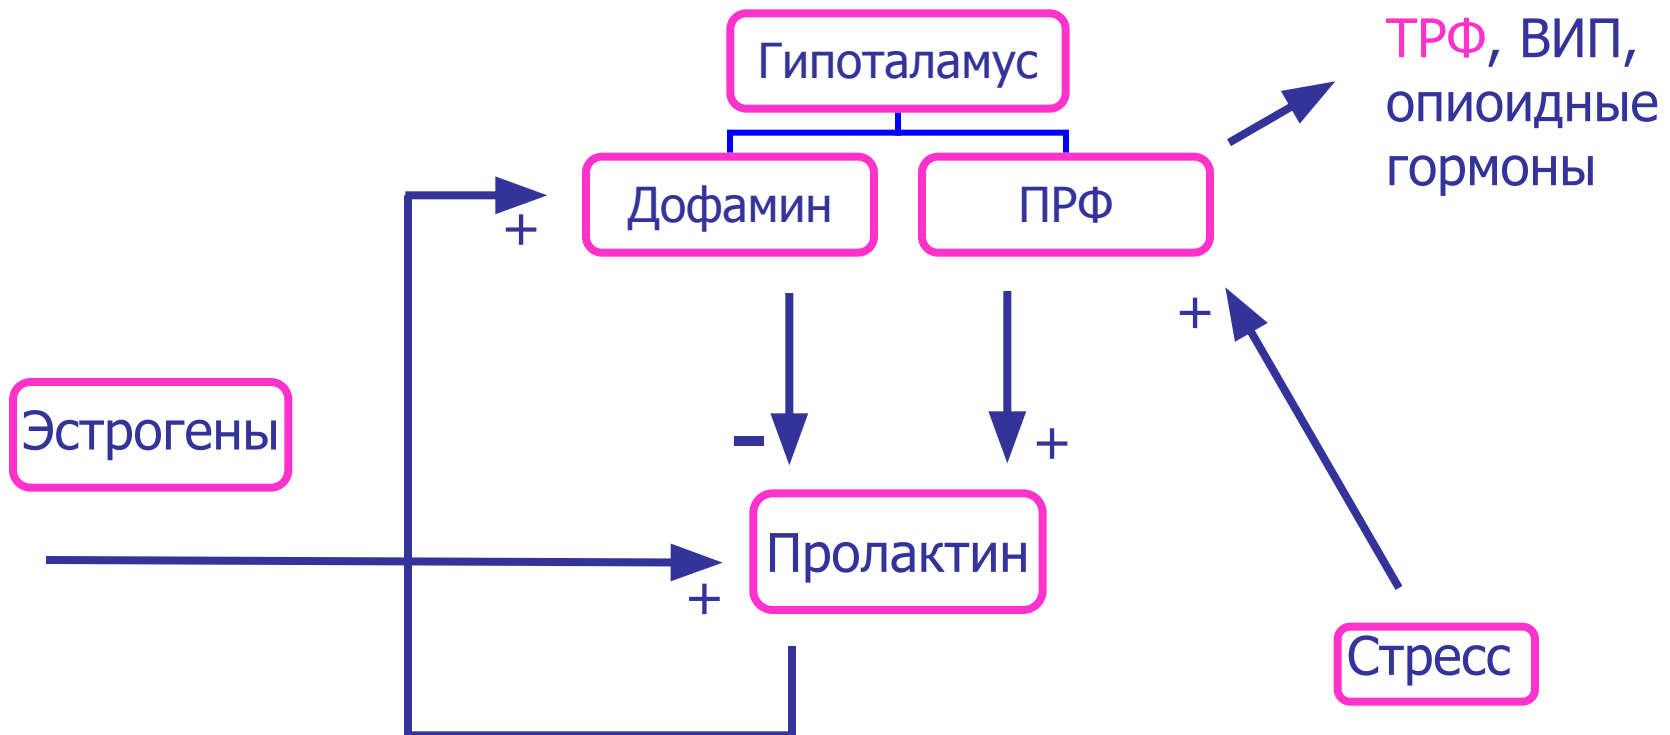 Гипоталамус
ТРФ, ВИП,
опиоидные
гормоны
Дофамин
ПРФ
+
+
Эстрогены
-
+
Пролактин
+
Стресс